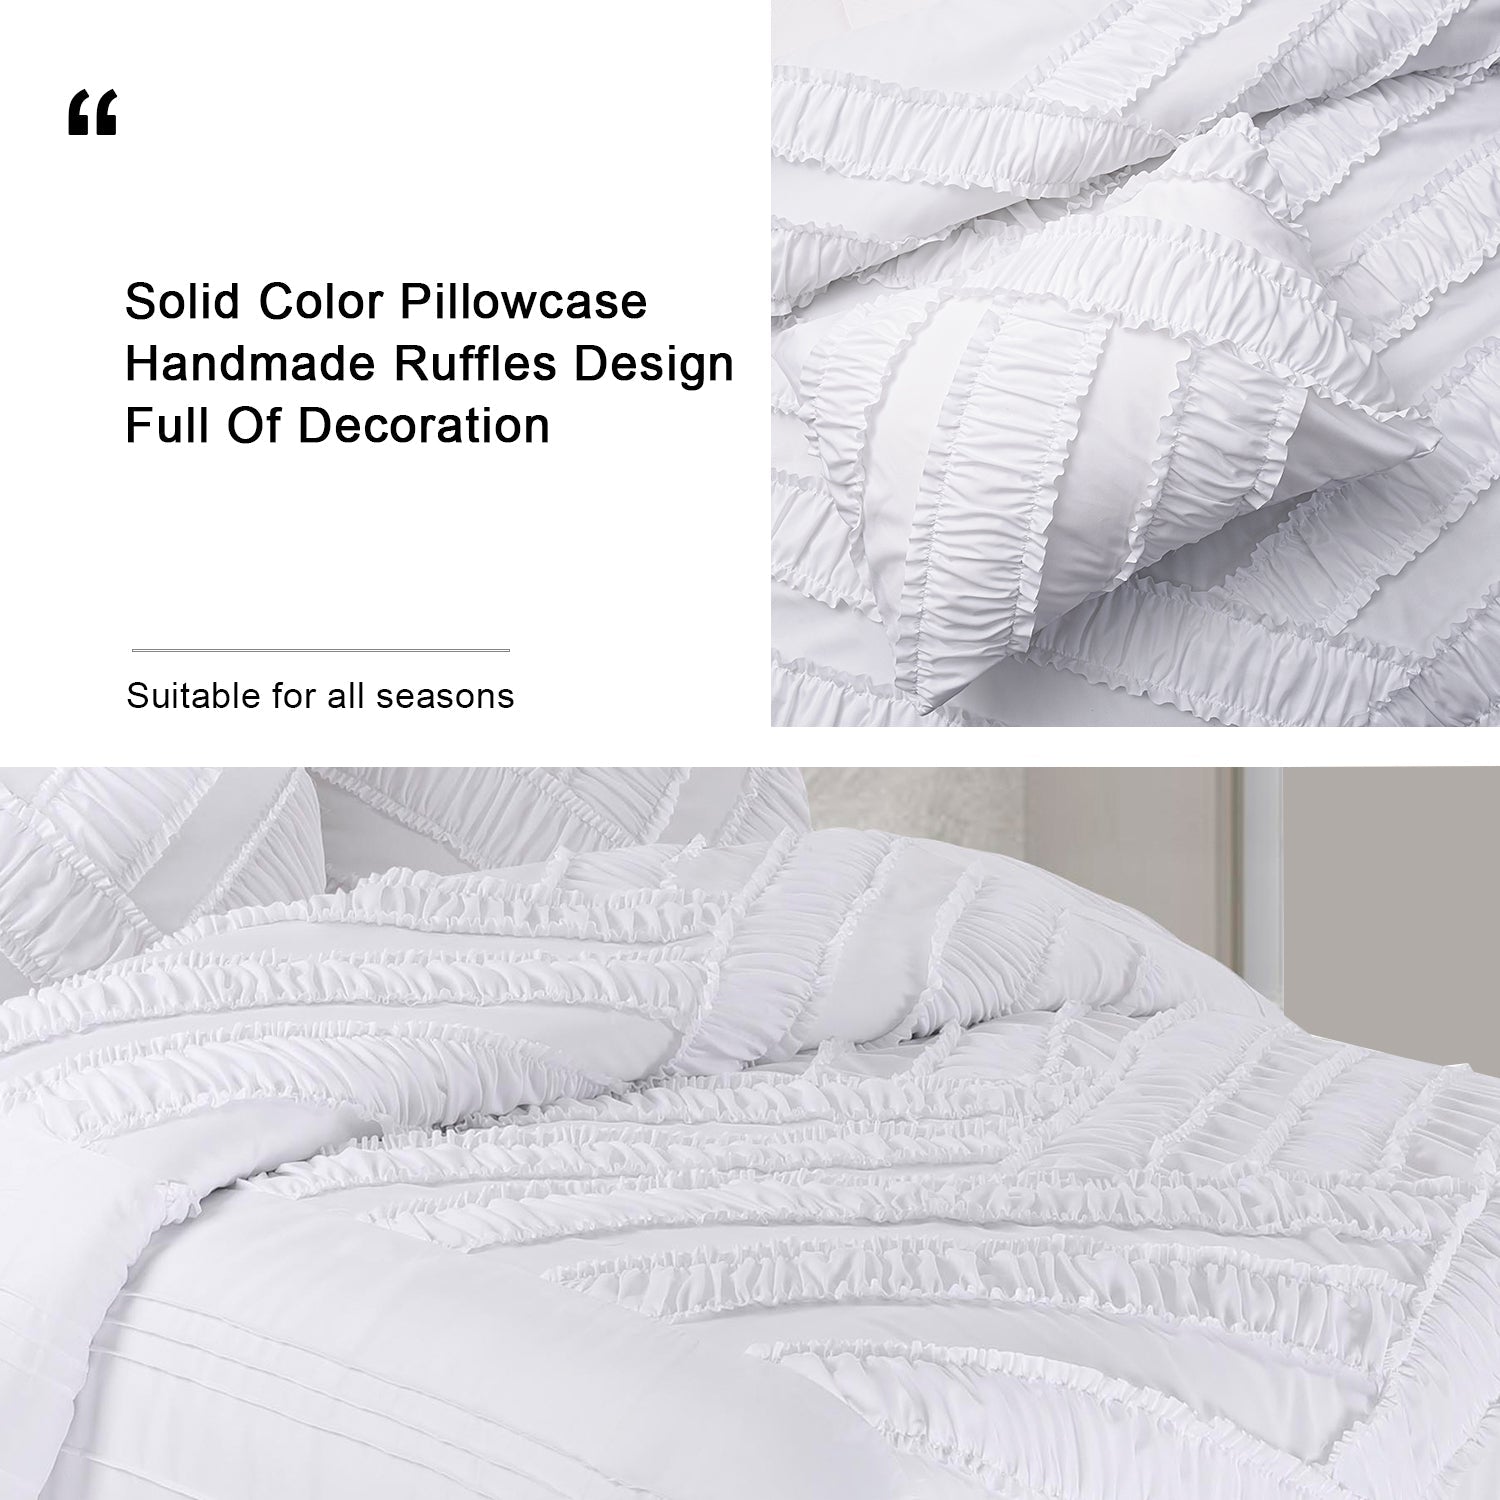 “
Solid Color Pillowcase
Handmade Ruffles Design
Full Of Decoration
Suitable for all seasons